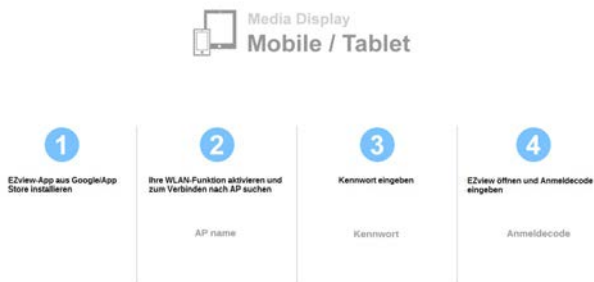 Media Display
Mobile / Tablet
1
EZview-App aus Google/App
Store installieren
2
Ihre WLAN-Funktion aktivieren und
zum Verbinden nach AP suchen
AP name
3
Kennwort eingeben
Kennwort
4
EZview öffnen und Anmeldecode
eingeben
Anmeldecode